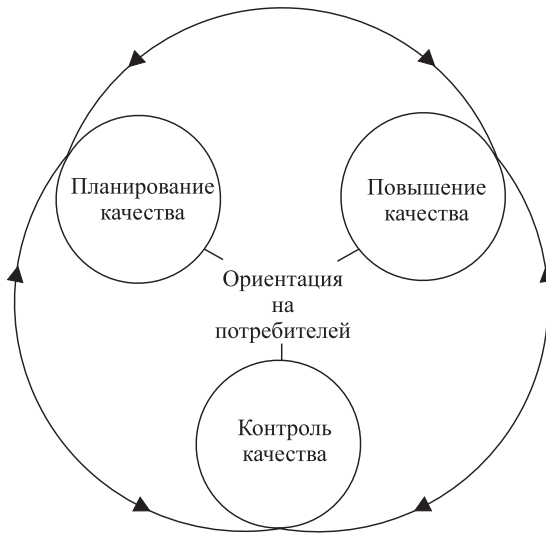 Планирование
качества
Повышение
качества
Ориентация
на
потребителей
Контроль
качества